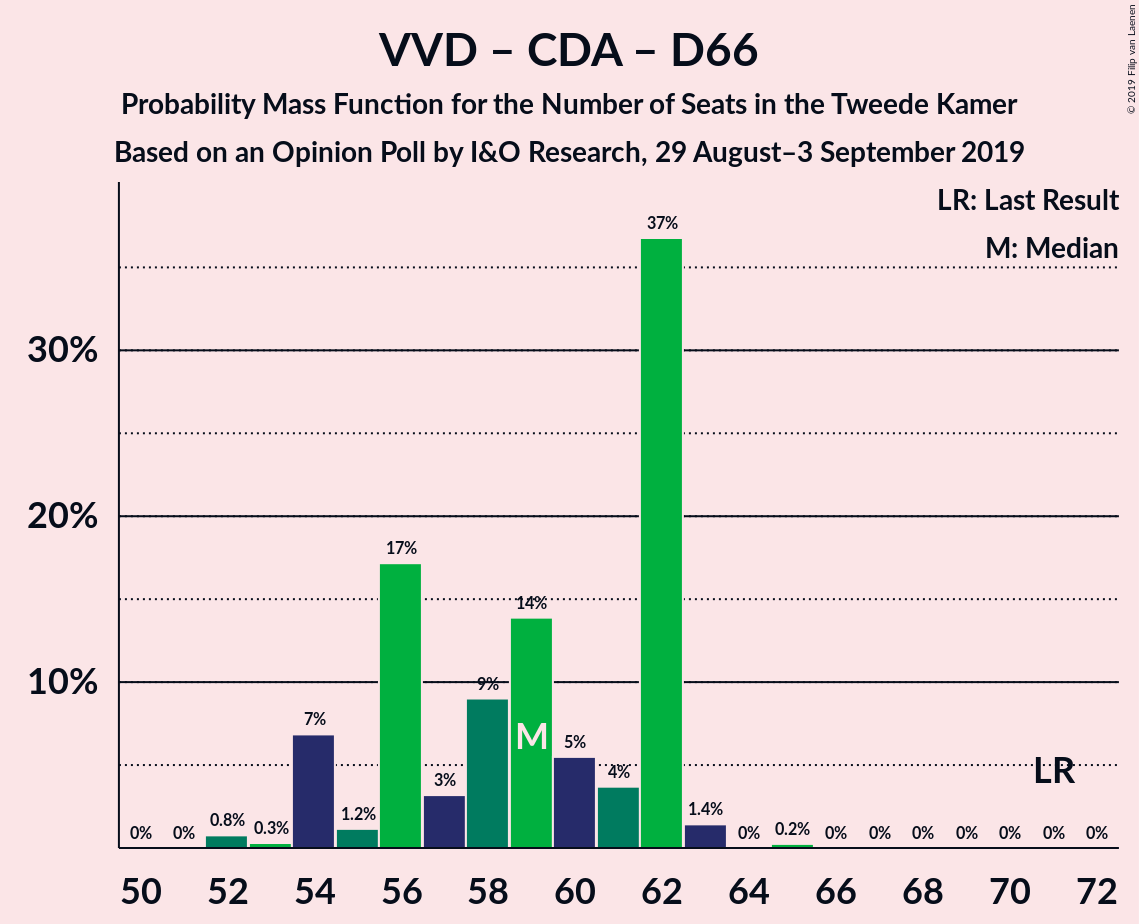 VVD – CDA – D66
Probability Mass Function for the Number of Seats in the Tweede Kamer
Based on an Opinion Poll by I&O Research, 29 August–3 September 2019
© 2019 Filip van Laenen
LR: Last Result
M: Median
37%
30%
20%
17%
14%
10%
9%
7%
M
5%
4%
3%
LR
1.4%
1.2%
0.8%
0.3%
0.2%
0% 0% 0% 0% 0% 0% 0% 0% 0% 0%
50 52 54 56 58 60 62 64 66 68 70 72